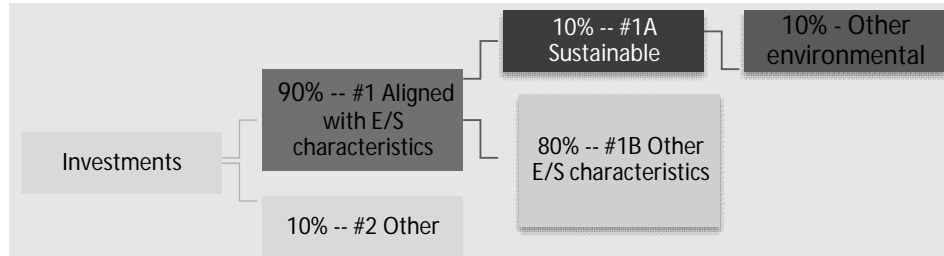 Investments
90% -- #1 Aligned
with E/S
characteristics
10% -- #2 Other
10% -- #1A
Sustainable
80% -- #1B Other
E/S characteristics
10% - Other
environmental